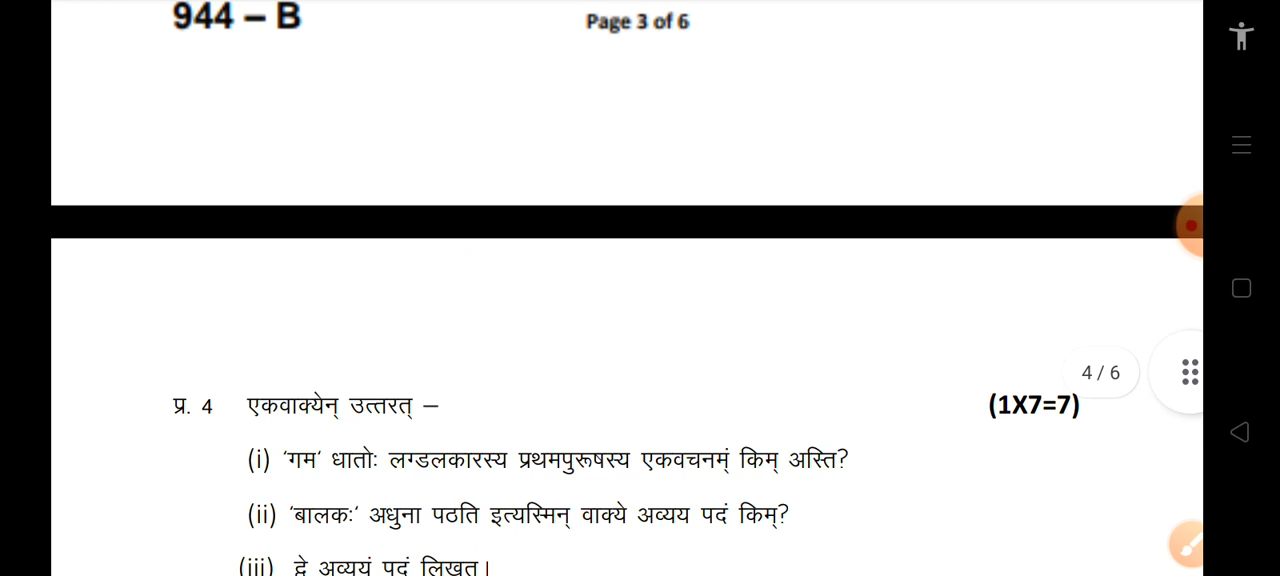 944 – B
Page 3 of 6
4 / 6
प्र. 4 एकवाक्येन् उत्तरत् –
(1X7=7)
(i) ‘गम‘ धातोः लग्डलकारस्य प्रथमपुरूषस्य एकवचनमं् किम् अस्ति?
(ii) ‘बालकः‘ अधुना पठति इत्यस्मिन् वाक्ये अव्यय पदं किम्?
(iii) द्वे अव्ययं पदं लिखत।